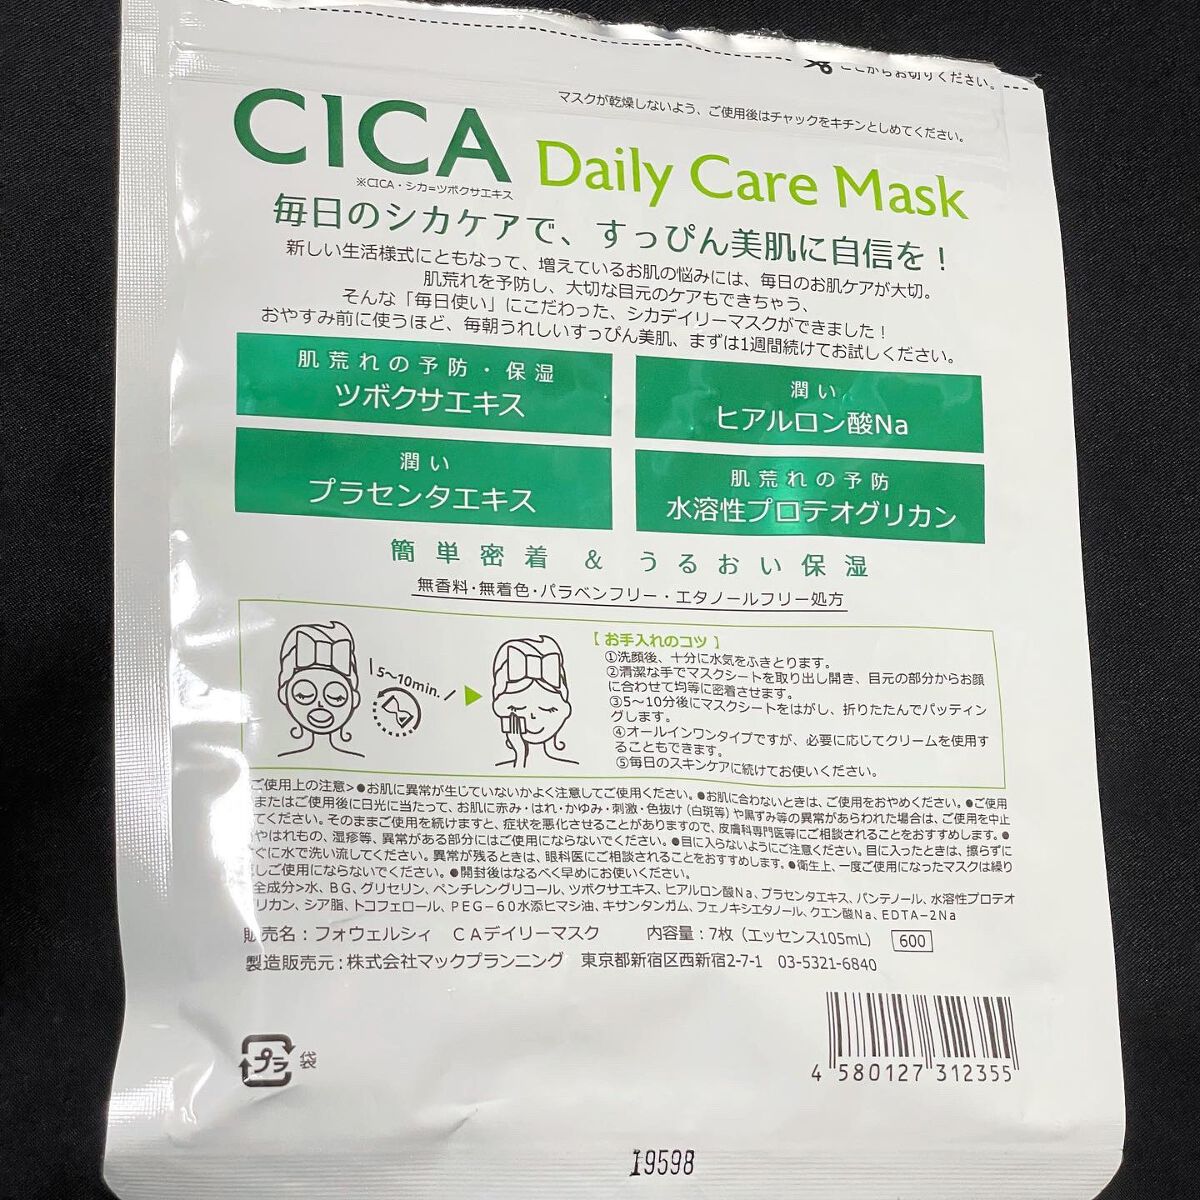 ここからお切りください。
マスクが乾燥しないよう、ご使用後はチャックをキチンとしめてください。
CICA Daily Care Mask
※CICA・シカ=ツボクサエキス
毎日のシカケアで、すっぴん美肌に自信を！
新しい生活様式にともなって、増えているお肌の悩みには、毎日のお肌ケアが大切。
肌荒れを予防し、大切な目元のケアもできちゃう、
そんな「毎日使い」にこだわった、シカデイリーマスクができました！
おやすみ前に使うほど、毎朝うれしいすっぴん美肌、まずは1週間続けてお試しください。
肌荒れの予防・保湿
ツボクサエキス
潤い
ヒアルロン酸Na
潤い
プラセンタエキス
肌荒れの予防
水溶性プロテオグリカン
簡単密着 & うるおい保湿
無香料・無着色・パラベンフリー・エタノールフリー処方
5〜10min.
【 お手入れのコツ 】
①洗顔後、十分に水気をふきとります。
②清潔な手でマスクシートを取り出し開き、目元の部分からお顔
に合わせて均等に密着させます。
③5〜10分後にマスクシートをはがし、折りたたんでパッティン
グします。
④オールインワンタイプですが、必要に応じてクリームを使用す
ることもできます。
⑤毎日のスキンケアに続けてお使いください。
ご使用上の注意>●お肌に異常が生じていないかよく注意してご使用ください。●お肌に合わないときは、ご使用をおやめください。●ご使用
またはご使用後に日光に当たって、お肌に赤み・はれ・かゆみ・刺激・色抜け(白斑等)や黒ずみ等の異常があらわれた場合は、ご使用を中止
てください。そのままご使用を続けますと、症状を悪化させることがありますので、皮膚科専門医等にご相談されることをおすすめします。●
やはれもの、湿疹等、異常がある部分にはご使用にならないでください。●目に入らないようにご注意ください。目に入ったときは、擦らずに
ぐに水で洗い流してください。異常が残るときは、眼科医にご相談されることをおすすめします。●衛生上、一度ご使用になったマスクは繰り
しご使用にならないでください。●開封後はなるべく早めにお使いください。
全成分>水、BG、グリセリン、ペンチレングリコール、ツボクサエキス、ヒアルロン酸Na、プラセンタエキス、パンテノール、水溶性プロテオ
グリカン、シア脂、トコフェロール、PEG−60水添ヒマシ油、キサンタンガム、フェノキシエタノール、クエン酸Na、EDTA−2Na
販売名：フォウェルシィ　CAデイリーマスク　内容量：7枚（エッセンス105mL） 600
製造販売元：株式会社マックプランニング　東京都新宿区西新宿2-7-1　03-5321-6840
プラ 袋
4 580127 312355
19598